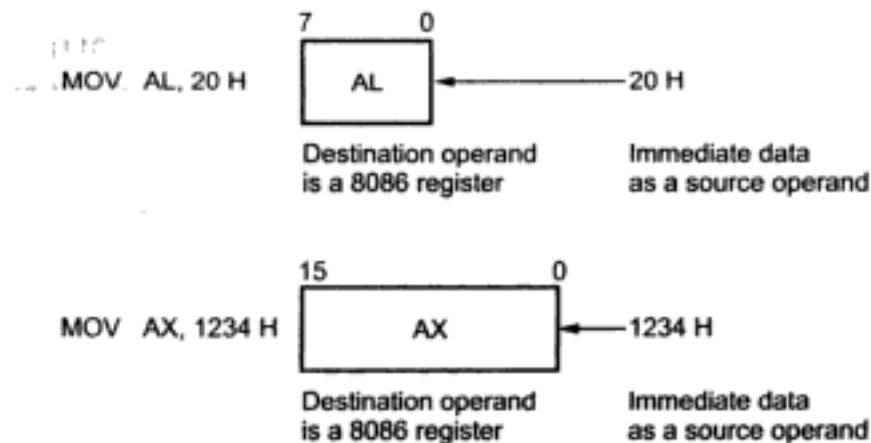 7 0
MOV AL, 20 H AL 20 H
Destination operand Immediate data
is a 8086 register as a source operand
15 0
MOV AX, 1234 H AX 1234 H
Destination operand Immediate data
is a 8086 register as a source operand